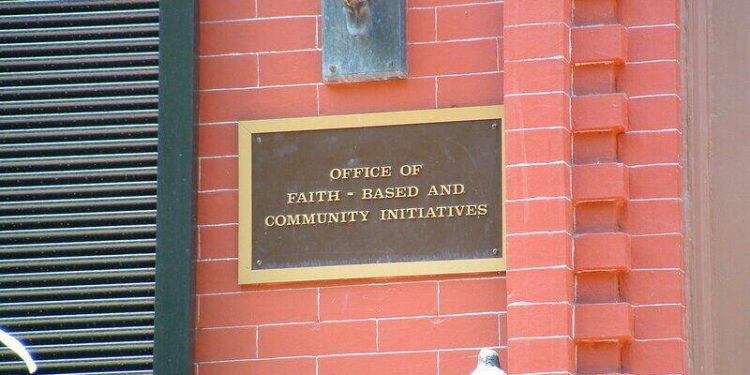 OFFICE OF
FAITH - BASED AND
COMMUNITY INITIATIVES